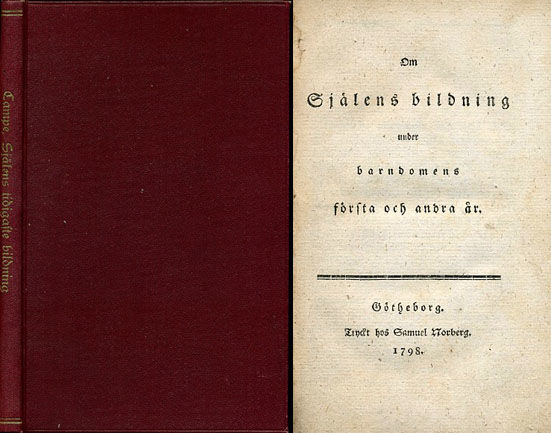 Campe, Själens tidigaste bildning
Om
Själens bildning
under
barndomens
första och andra år.
Götheborg.
Tryckt hos Samuel Norberg.
1798.